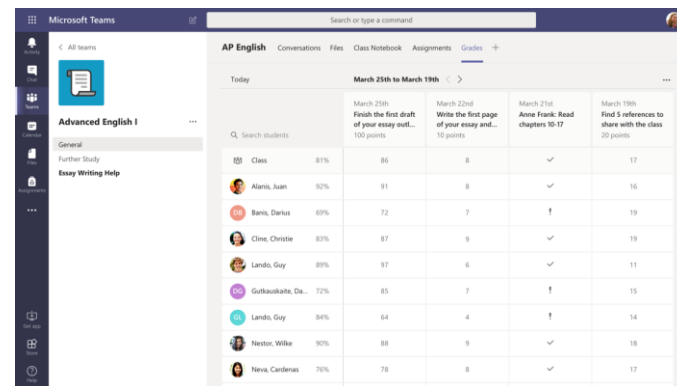 Microsoft Teams
Search or type a command
Activity
Chat
Teams
Calendar
Files
Assignments
Get app
Store
Help
All teams
Advanced English I
General
Further Study
Essay Writing Help
AP English Conversations Files Class Notebook Assignments Grades
Today March 25th to March 19th
Search students
March 25th
Finish the first draft
of your essay outl...
100 points
March 22nd
Write the first page
of your essay and...
10 points
March 21st
Anne Frank: Read
chapters 10-17
March 19th
Find 5 references to
share with the class
20 points
Class 81% 86 8 17
Alanis, Juan 92% 91 8 16
DB Banis, Darius 69% 72 7 19
Cline, Christie 83% 87 9 19
Lando, Guy 89% 97 6 11
DG Gutkauskaite, Da... 72% 85 7 15
GL Lando, Guy 84% 64 4 14
Nestor, Wilke 90% 88 9 18
Neva, Cardenas 76% 78 8 17